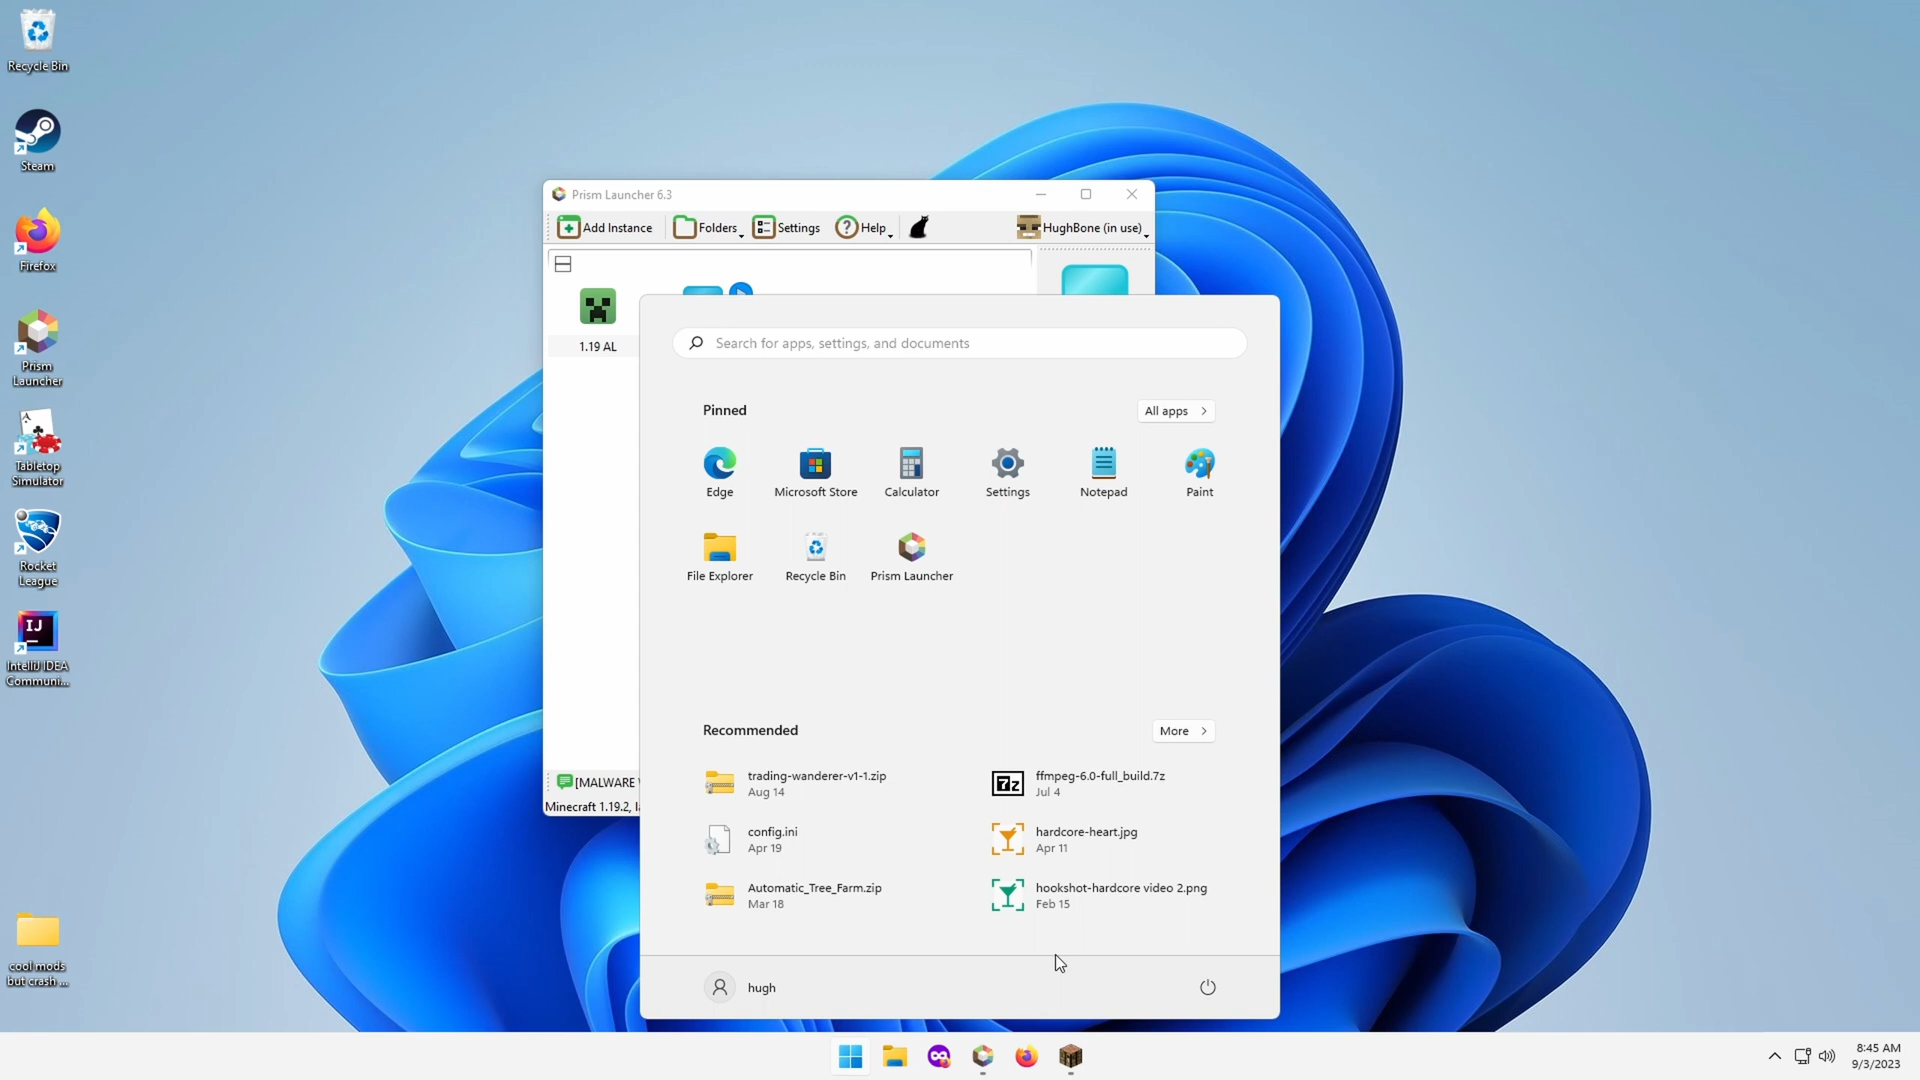 Recycle Bin
Steam
Firefox
Prism
Launcher
Tabletop
Simulator
Rocket
League
IJ
IntelliJ IDEA
Communi...
cool mods
but crash ...
Prism Launcher 6.3
Add Instance
Folders
Settings
Help
HughBone (in use)
1.19 AL
[MALWARE
Minecraft 1.19.2,
Search for apps, settings, and documents
Pinned
All apps
Edge
Microsoft Store
Calculator
Settings
Notepad
Paint
File Explorer
Recycle Bin
Prism Launcher
Recommended
More
trading-wanderer-v1-1.zip
Aug 14
7z
ffmpeg-6.0-full_build.7z
Jul 4
config.ini
Apr 19
hardcore-heart.jpg
Apr 11
Automatic_Tree_Farm.zip
Mar 18
hookshot-hardcore video 2.png
Feb 15
hugh
8:45 AM
9/3/2023